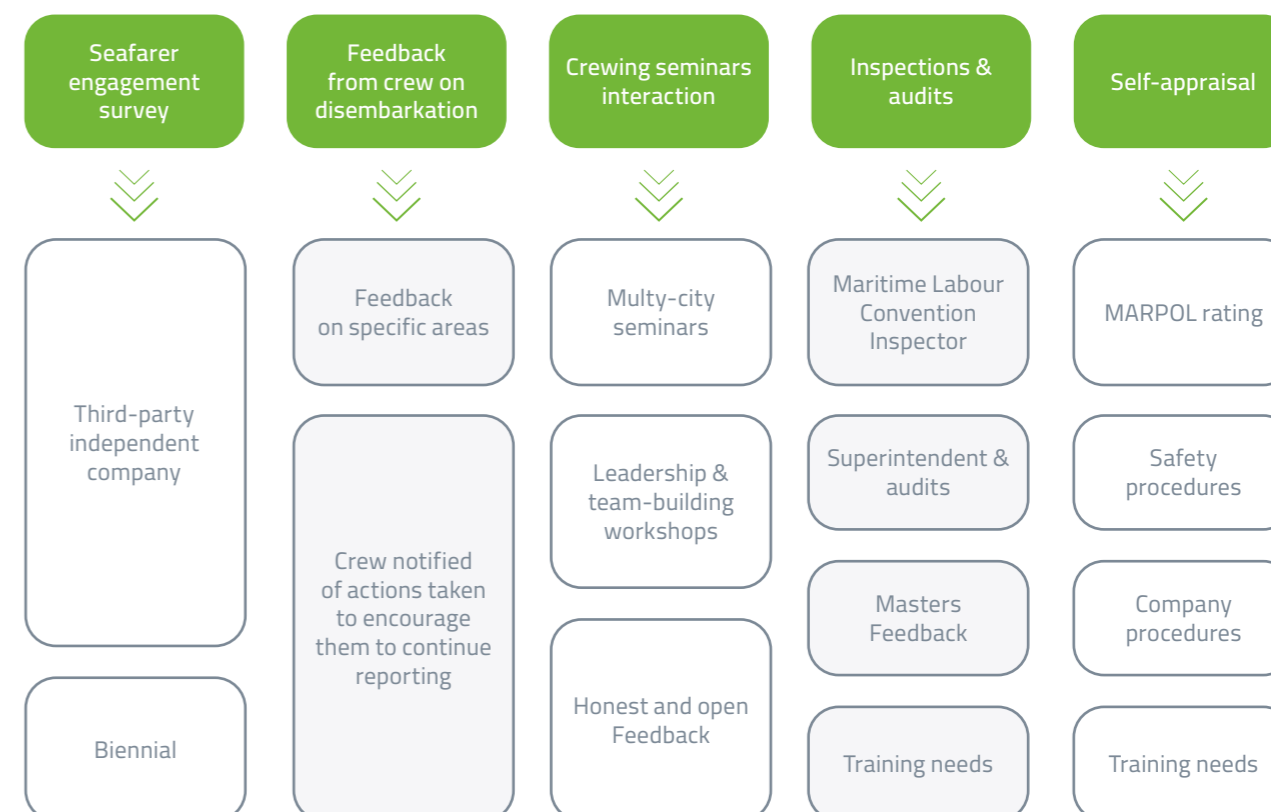 Seafarer
engagement
survey
Feedback
from crew on
disembarkation
Crewing seminars
interaction
Inspections &
audits
Self-appraisal
Third-party
independent
company
Biennial
Feedback
on specific areas
Crew notified
of actions taken
to encourage
them to continue
reporting
Multy-city
seminars
Leadership &
team-building
workshops
Honest and open
Feedback
Maritime Labour
Convention
Inspector
Superintendent &
audits
Masters
Feedback
Training needs
MARPOL rating
Safety
procedures
Company
procedures
Training needs